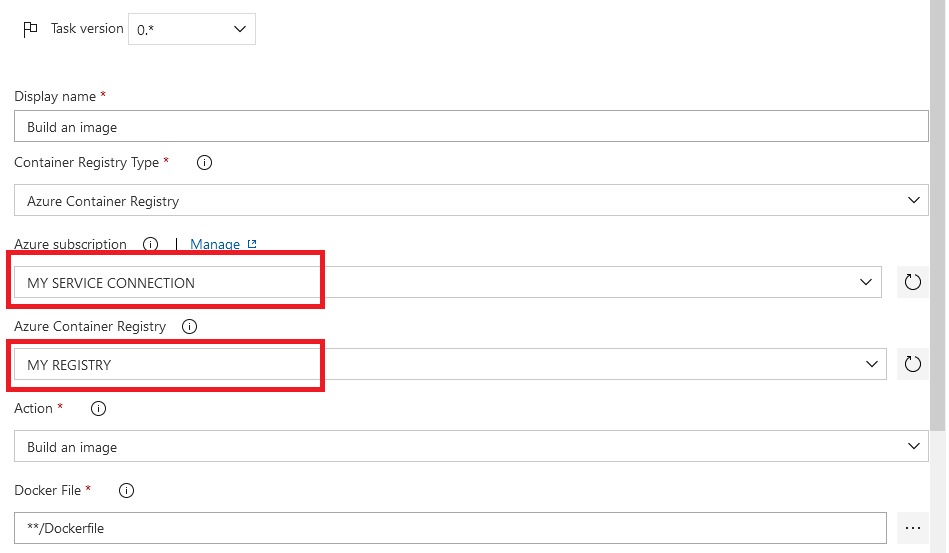 Task version 0.*
Display name *
Build an image
Container Registry Type *
Azure Container Registry
Azure subscription | Manage
MY SERVICE CONNECTION
Azure Container Registry
MY REGISTRY
Action *
Build an image
Docker File *
**/Dockerfile